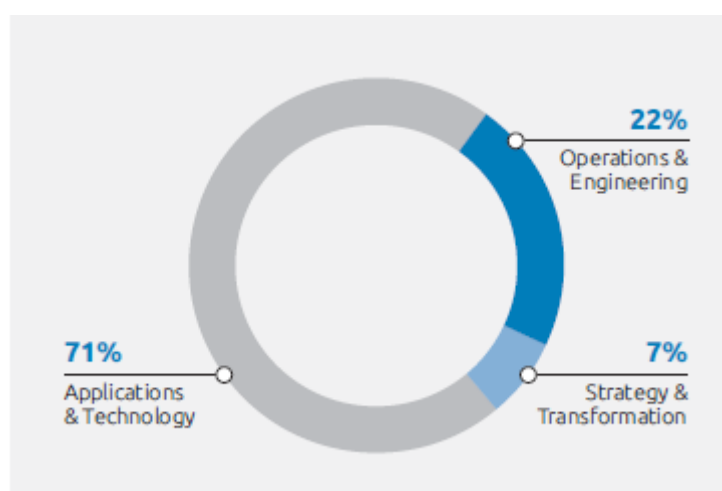 22%
Operations &
Engineering
71%
Applications
& Technology
7%
Strategy &
Transformation